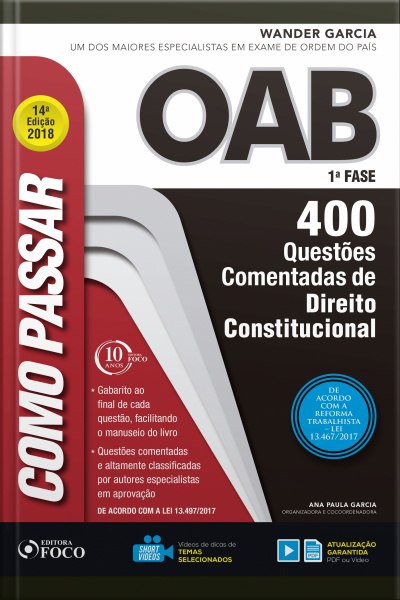 WANDER GARCIA
UM DOS MAIORES ESPECIALISTAS EM EXAME DE ORDEM DO PAÍS
OAB
1ª FASE
14ª
Edição
2018
COMO PASSAR
400
Questões
Comentadas de
Direito
Constitucional
10
ANOS
EDITORA
FOCO
• Gabarito ao
final de cada
questão, facilitando
o manuseio do livro
• Questões comentadas
e altamente classificadas
por autores especialistas
em aprovação
DE ACORDO COM A LEI 13.497/2017
DE
ACORDO
COM A
REFORMA
TRABALHISTA
– LEI
13.467/2017
ANA PAULA GARCIA
ORGANIZADORA E COCOORDENADORA
EDITORA
FOCO
SHORT
VIDEOS
Vídeos de dicas de
TEMAS
SELECIONADOS
PDF
ATUALIZAÇÃO
GARANTIDA
PDF ou Vídeo